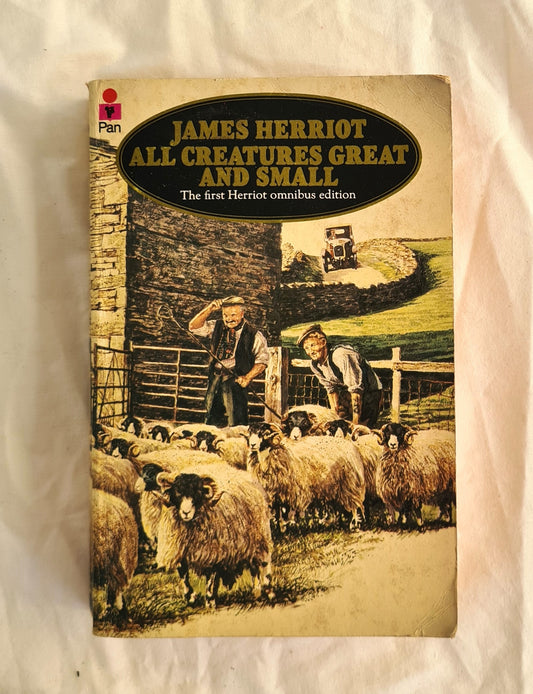 Pan
JAMES HERRIOT
ALL CREATURES GREAT
AND SMALL
The first Herriot omnibus edition